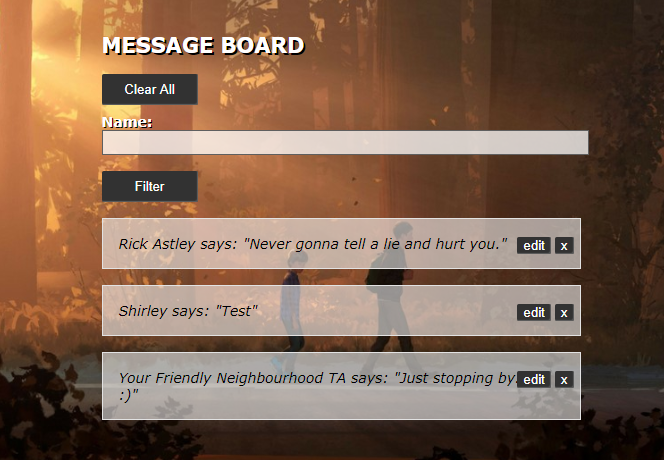 MESSAGE BOARD
Clear All
Name:
Filter
Rick Astley says: "Never gonna tell a lie and hurt you." edit x
Shirley says: "Test" edit x
Your Friendly Neighbourhood TA says: "Just stopping by. edit x
:)"